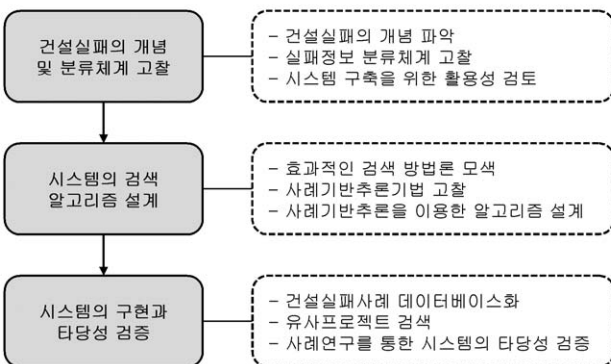 건설실패의 개념
및 분류체계 고찰
– 건설실패의 개념 파악
– 실패정보 분류체계 고찰
– 시스템 구축을 위한 활용성 검토
시스템의 검색
알고리즘 설계
– 효과적인 검색 방법론 모색
– 사례기반추론기법 고찰
– 사례기반추론을 이용한 알고리즘 설계
시스템의 구현과
타당성 검증
– 건설실패사례 데이터베이스화
– 유사프로젝트 검색
– 사례연구를 통한 시스템의 타당성 검증